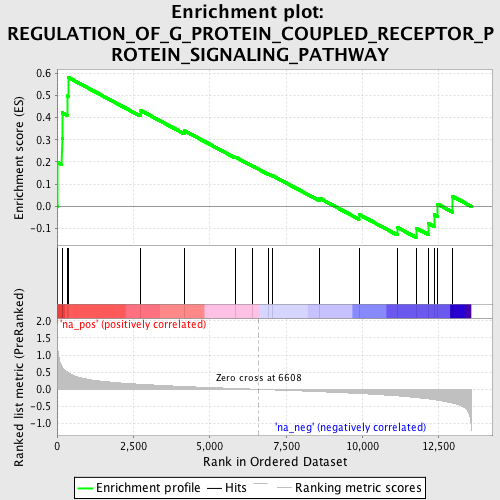 Enrichment plot:
REGULATION_OF_G_PROTEIN_COUPLED_RECEPTOR_P
ROTEIN_SIGNALING_PATHWAY
Enrichment score (ES)
0.6
0.5
0.4
0.3
0.2
0.1
0.0
-0.1
Ranked list metric (PreRanked)
2.0
1.5
1.0
0.5
0.0
-0.5
-1.0
'na_pos' (positively correlated)
Zero cross at 6608
'na_neg' (negatively correlated)
0
2,500
5,000
7,500
10,000
12,500
Rank in Ordered Dataset
Enrichment profile
Hits
Ranking metric scores